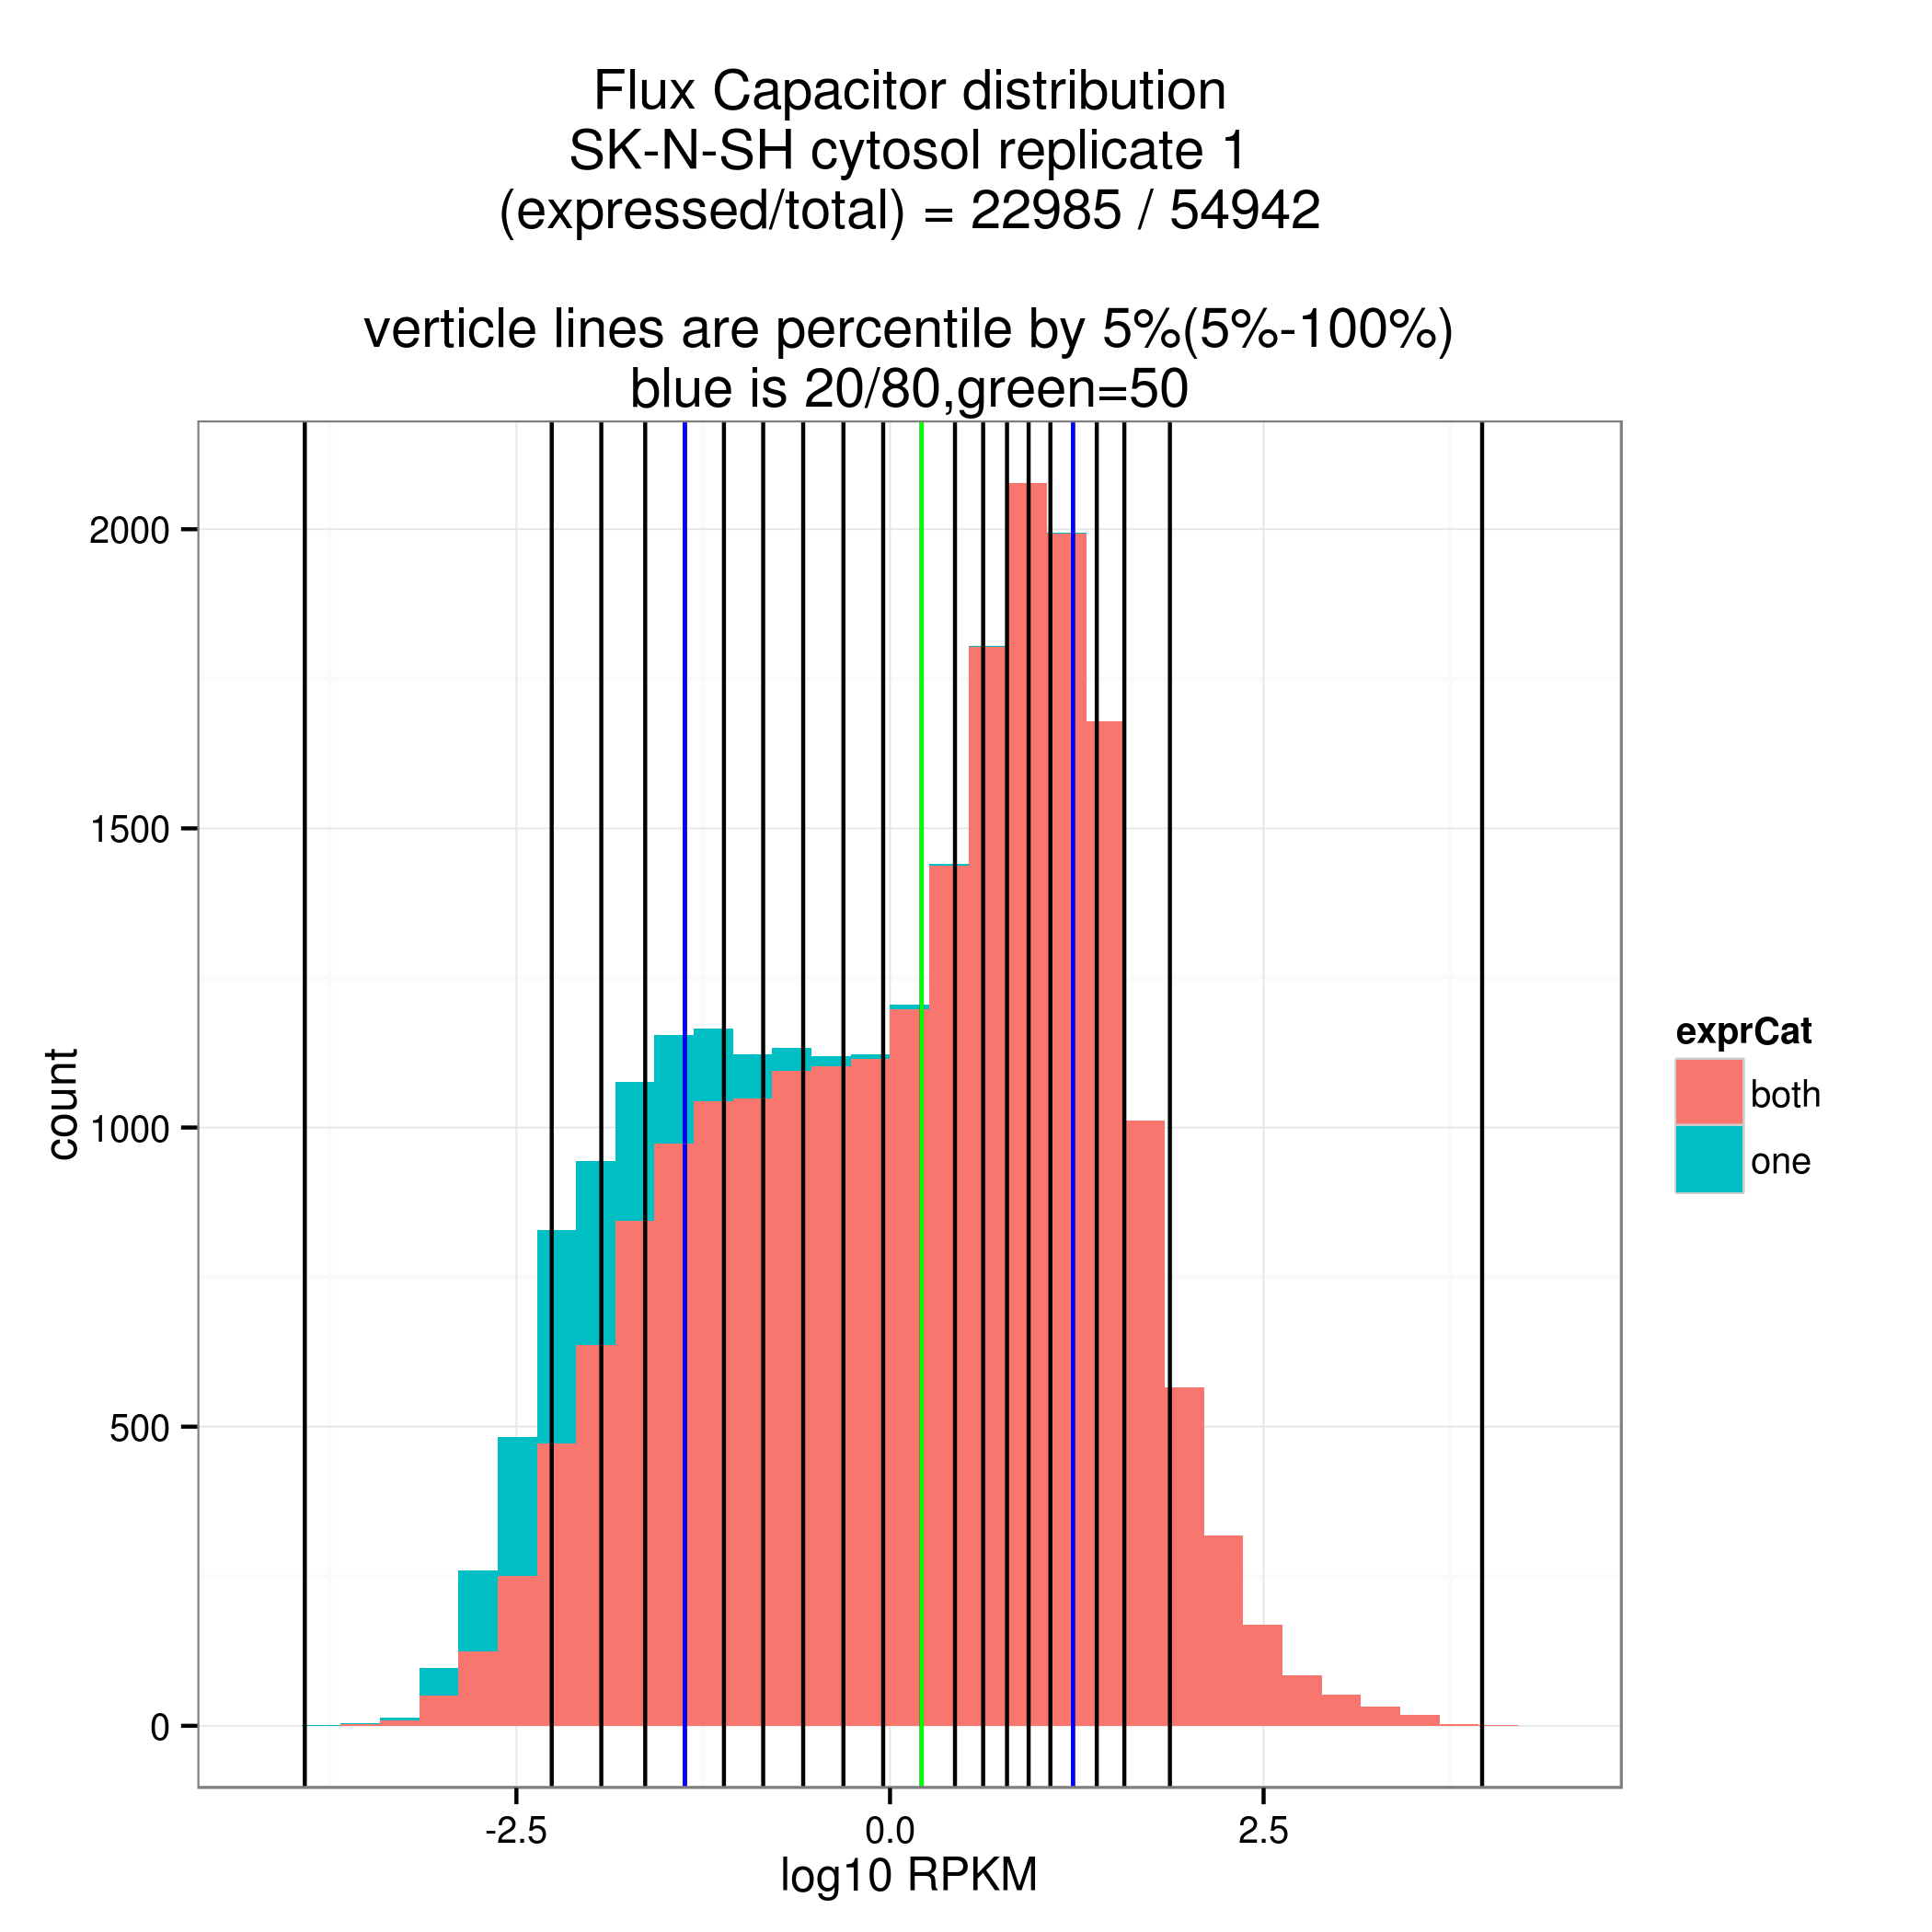 Flux Capacitor distribution
SK-N-SH cytosol replicate 1
(expressed/total) = 22985 / 54942
verticle lines are percentile by 5%(5%-100%)
blue is 20/80,green=50
2000
1500
1000
500
0
count
-2.5
0.0
2.5
log10 RPKM
exprCat
both
one